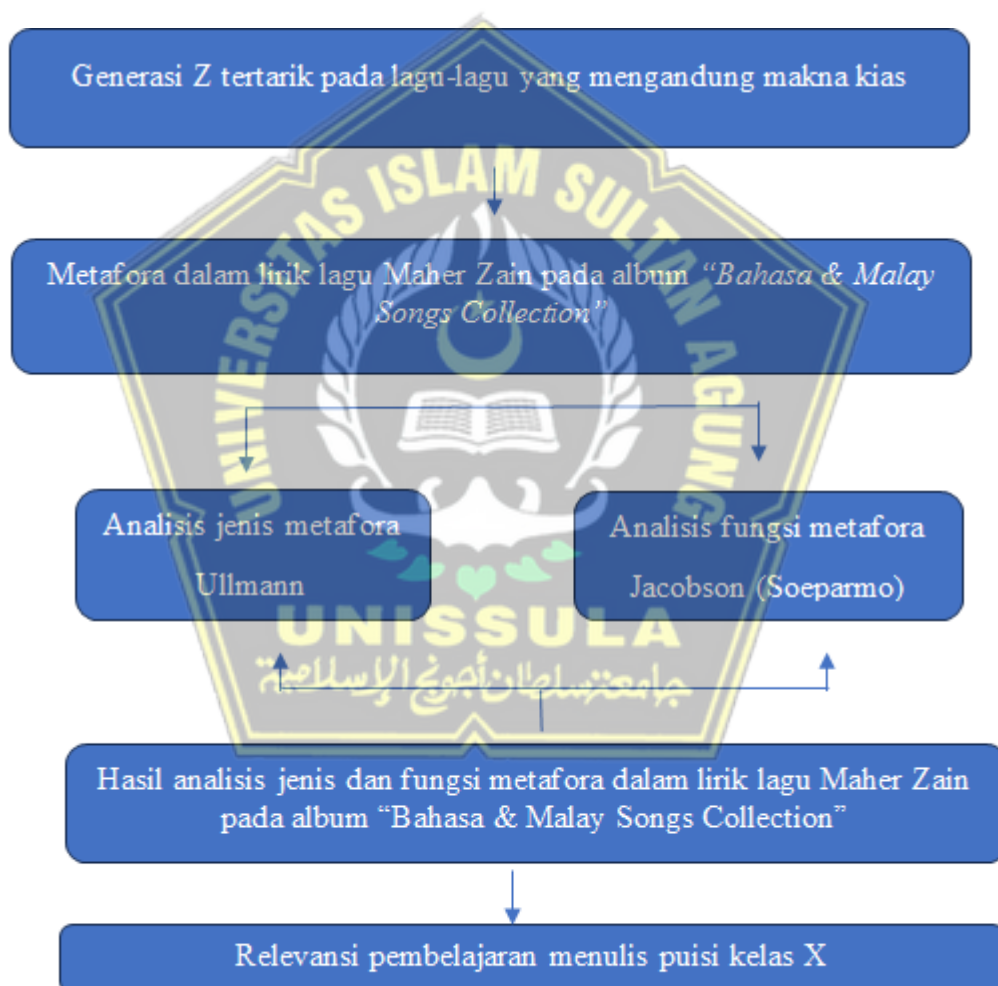 Generasi Z tertarik pada lagu-lagu yang mengandung makna kias
UNIVERSITAS ISLAM SULTAN AGUNG
Metafora dalam lirik lagu Maher Zain pada album “Bahasa & Malay
Songs Collection”
Analisis jenis metafora
Ullmann
Analisis fungsi metafora
Jacobson (Soeparmo)
UNISSULA
جامعة سلطان أجونج الإسلامية
Hasil analisis jenis dan fungsi metafora dalam lirik lagu Maher Zain
pada album “Bahasa & Malay Songs Collection”
Relevansi pembelajaran menulis puisi kelas X